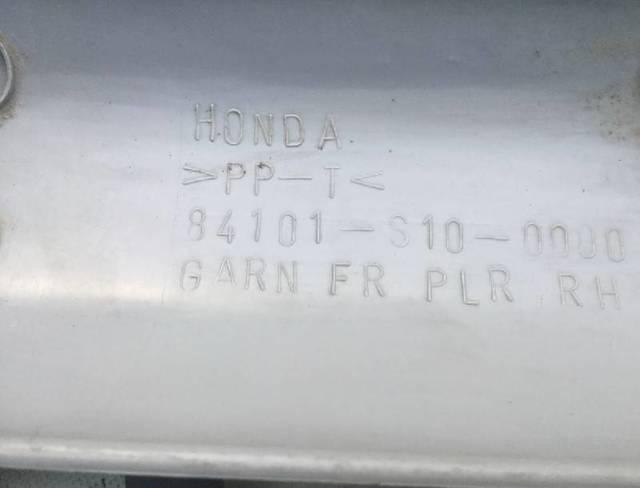 HONDA
>PP-T<
84101-S10-0000
GARN FR PLR RH